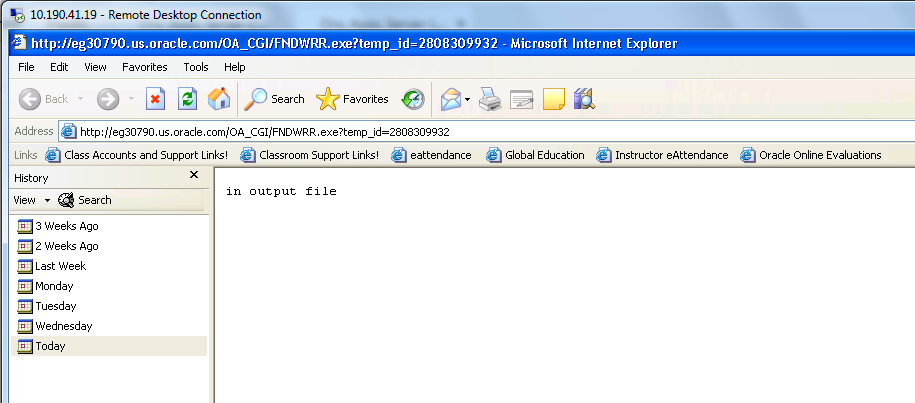 10.190.41.19 - Remote Desktop Connection
http://eg30790.us.oracle.com/OA_CGI/FNDWRR.exe?temp_id=2808309932 - Microsoft Internet Explorer
File Edit View Favorites Tools Help
Back Search Favorites
Address http://eg30790.us.oracle.com/OA_CGI/FNDWRR.exe?temp_id=2808309932
Links Class Accounts and Support Links! Classroom Support Links! eattendance Global Education Instructor eAttendance Oracle Online Evaluations
History
View Search
3 Weeks Ago
2 Weeks Ago
Last Week
Monday
Tuesday
Wednesday
Today
in output file